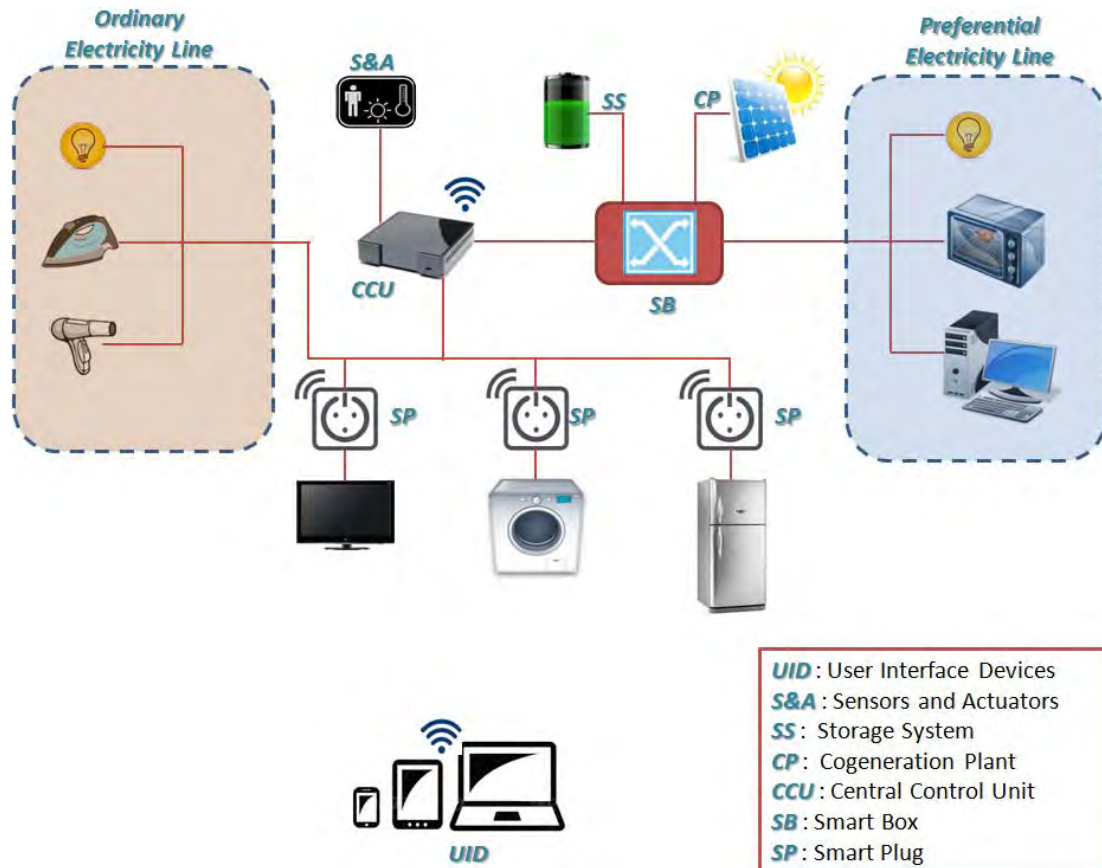 Ordinary
Electricity Line
Preferential
Electricity Line
S&A
SS
CP
CCU
SB
SP
SP
SP
UID : User Interface Devices
S&A : Sensors and Actuators
SS : Storage System
CP : Cogeneration Plant
CCU : Central Control Unit
SB : Smart Box
SP : Smart Plug
UID